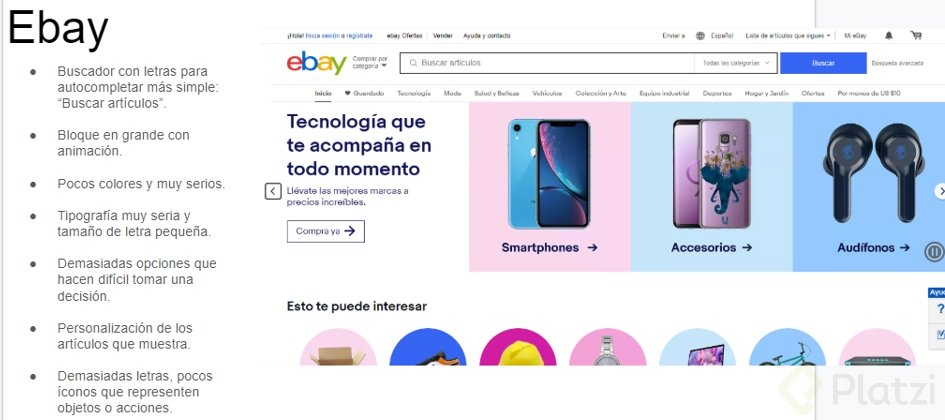 Ebay
● Buscador con letras para
autocompletar más simple:
“Buscar artículos”.
● Bloque en grande con
animación.
● Pocos colores y muy serios.
● Tipografía muy seria y
tamaño de letra pequeña.
● Demasiadas opciones que
hacen difícil tomar una
decisión.
● Personalización de los
artículos que muestra.
● Demasiadas letras, pocos
íconos que representen
objetos o acciones.
¡Hola! Inicia sesión o regístrate ebay Ofertas Vender Ayuda y contacto Enviar a Español Lista de artículos que sigues Mi eBay
ebay Comprar por categoría Buscar artículos Todas las categorías Buscar Búsqueda avanzada
Inicio Guardado Tecnología Moda Salud y Belleza Vehículos Colección y Arte Equipo industrial Deportes Hogar y Jardín Ofertas Por menos de US $10
Tecnología que
te acompaña en
todo momento
Llévate las mejores marcas a
precios increíbles.
Compra ya →
Smartphones → Accesorios → Audífonos →
Ayud
?
Esto te puede interesar
Platzi